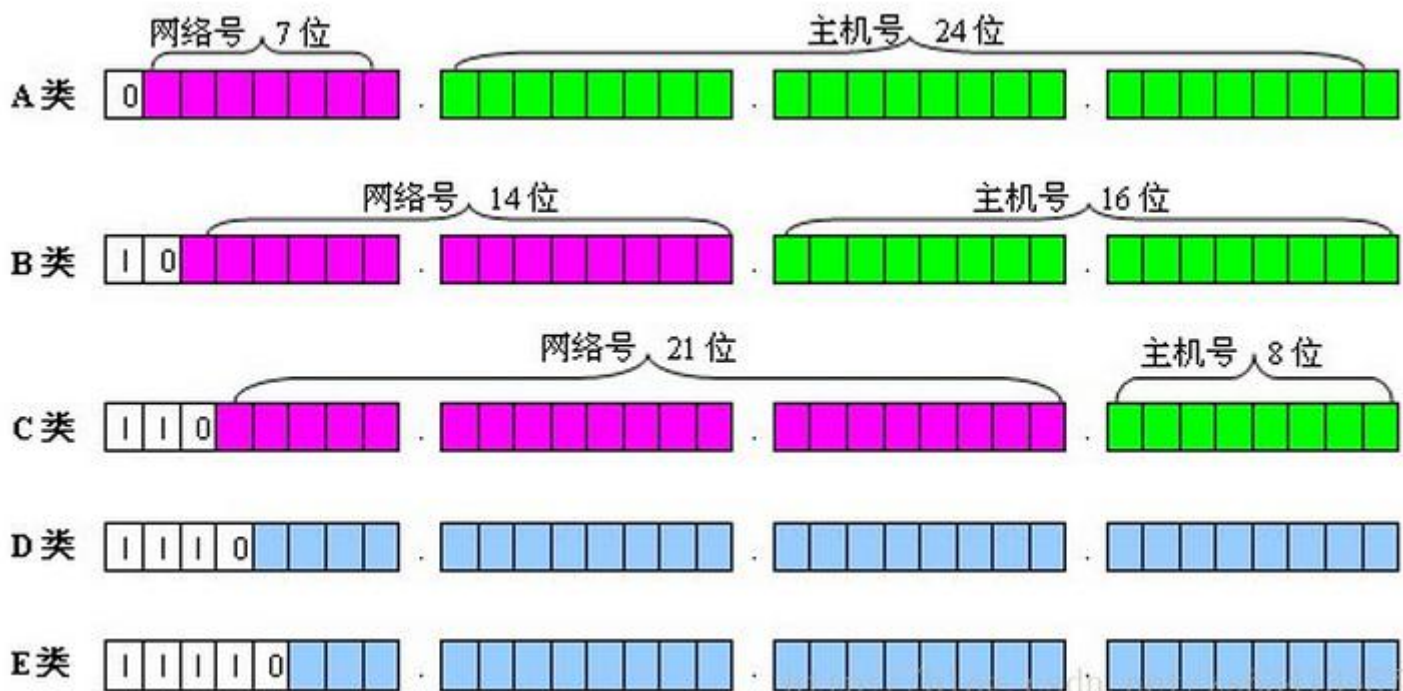 网络号 7 位 主机号 24 位
A 类 0 . . .
网络号 14 位 主机号 16 位
B 类 1 0 . . .
网络号 21 位 主机号 8 位
C 类 1 1 0 . . .
D 类 1 1 1 0 . . .
E 类 1 1 1 1 0 . . .